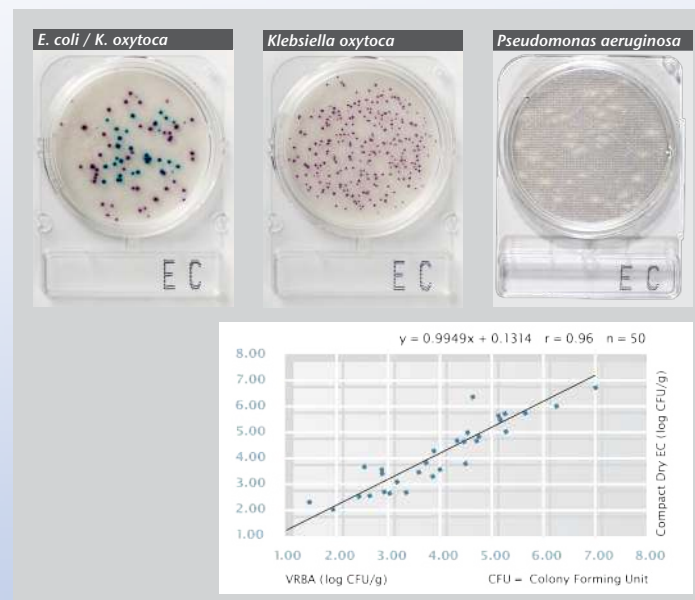 E. coli / K. oxytoca
Klebsiella oxytoca
Pseudomonas aeruginosa
E C
E C
E C
y = 0.9949x + 0.1314 r = 0.96 n = 50
8.00
7.00
6.00
5.00
4.00
3.00
2.00
1.00
Compact Dry EC (log CFU/g)
1.00 2.00 3.00 4.00 5.00 6.00 7.00 8.00
VRBA (log CFU/g) CFU = Colony Forming Unit